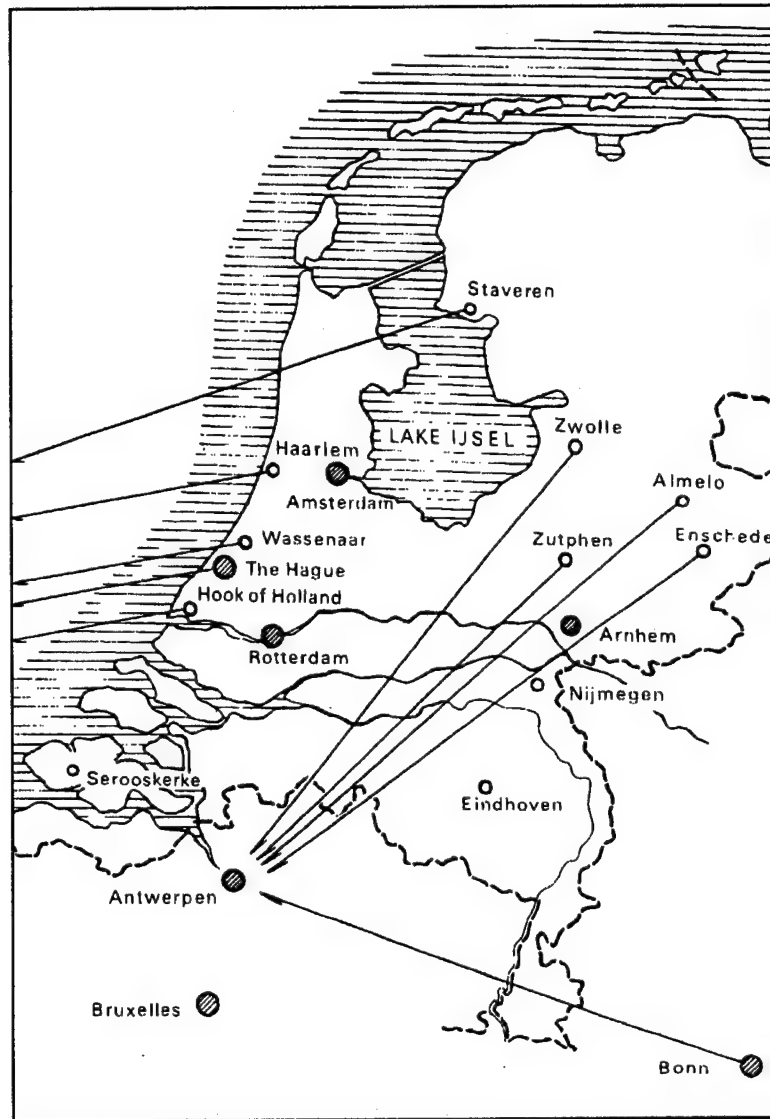 Staveren
LAKE IJSEL
Zwolle
Haarlem
Amsterdam
Almelo
Wassenaar
Zutphen
Enschede
The Hague
Hook of Holland
Arnhem
Rotterdam
Nijmegen
Serooskerke
Eindhoven
Antwerpen
Bruxelles
Bonn